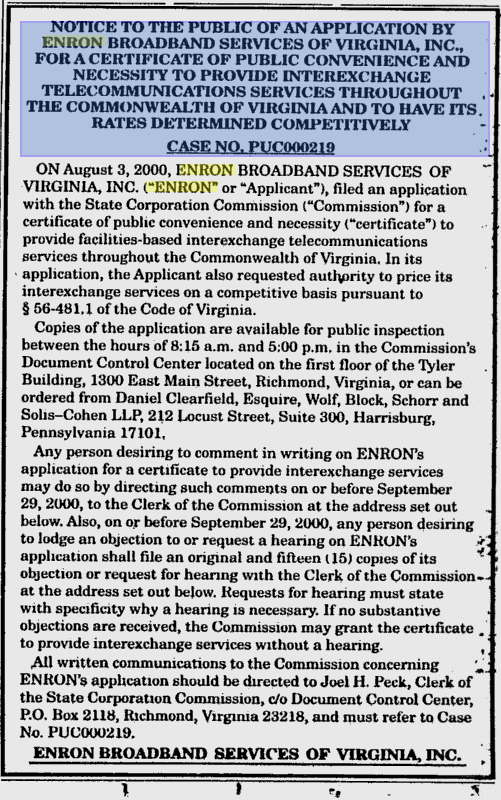 NOTICE TO THE PUBLIC OF AN APPLICATION BY
ENRON BROADBAND SERVICES OF VIRGINIA, INC.,
FOR A CERTIFICATE OF PUBLIC CONVENIENCE AND
NECESSITY TO PROVIDE INTEREXCHANGE
TELECOMMUNICATIONS SERVICES THROUGHOUT
THE COMMONWEALTH OF VIRGINIA AND TO HAVE ITS
RATES DETERMINED COMPETITIVELY
CASE NO. PUC000219
ON August 3, 2000, ENRON BROADBAND SERVICES OF
VIRGINIA, INC. (“ENRON” or “Applicant”), filed an application
with the State Corporation Commission (“Commission”) for a
certificate of public convenience and necessity (“certificate”) to
provide facilities-based interexchange telecommunications
services throughout the Commonwealth of Virginia. In its
application, the Applicant also requested authority to price its
interexchange services on a competitive basis pursuant to
§ 56-481.1 of the Code of Virginia.
Copies of the application are available for public inspection
between the hours of 8:15 a.m. and 5:00 p.m. in the Commission’s
Document Control Center located on the first floor of the Tyler
Building, 1300 East Main Street, Richmond, Virginia, or can be
ordered from Daniel Clearfield, Esquire, Wolf, Block, Schorr and
Solis–Cohen LLP, 212 Locust Street, Suite 300, Harrisburg,
Pennsylvania 17101.
Any person desiring to comment in writing on ENRON’s
application for a certificate to provide interexchange services
may do so by directing such comments on or before September
29, 2000, to the Clerk of the Commission at the address set out
below. Also, on or before September 29, 2000, any person desiring
to lodge an objection to or request a hearing on ENRON’s
application shall file an original and fifteen (15) copies of its
objection or request for hearing with the Clerk of the Commission
at the address set out below. Requests for hearing must state
with specificity why a hearing is necessary. If no substantive
objections are received, the Commission may grant the certificate
to provide interexchange services without a hearing.
All written communications to the Commission concerning
ENRON’s application should be directed to Joel H. Peck, Clerk of
the State Corporation Commission, c/o Document Control Center,
P.O. Box 2118, Richmond, Virginia 23218, and must refer to Case
No. PUC000219.
ENRON BROADBAND SERVICES OF VIRGINIA, INC.